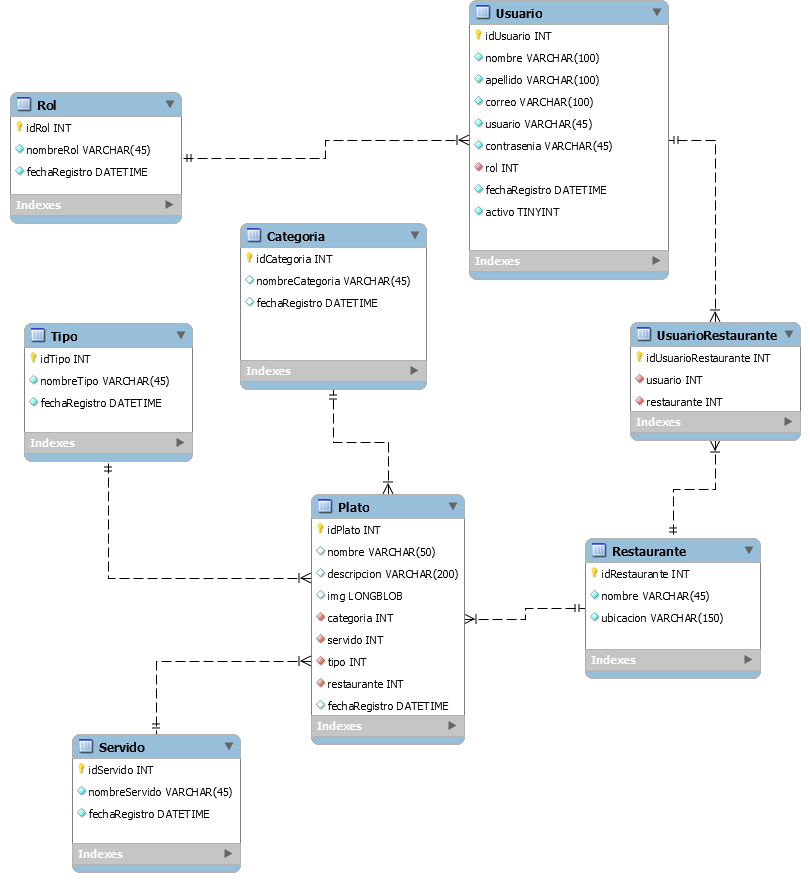 Usuario
idUsuario INT
nombre VARCHAR(100)
apellido VARCHAR(100)
correo VARCHAR(100)
usuario VARCHAR(45)
contrasenia VARCHAR(45)
rol INT
fechaRegistro DATETIME
activo TINYINT
Indexes
Rol
idRol INT
nombreRol VARCHAR(45)
fechaRegistro DATETIME
Indexes
Categoria
idCategoria INT
nombreCategoria VARCHAR(45)
fechaRegistro DATETIME
Indexes
Tipo
idTipo INT
nombreTipo VARCHAR(45)
fechaRegistro DATETIME
Indexes
UsuarioRestaurante
idUsuarioRestaurante INT
usuario INT
restaurante INT
Indexes
Plato
idPlato INT
nombre VARCHAR(50)
descripcion VARCHAR(200)
img LONGBLOB
categoria INT
servido INT
tipo INT
restaurante INT
fechaRegistro DATETIME
Indexes
Restaurante
idRestaurante INT
nombre VARCHAR(45)
ubicacion VARCHAR(150)
Indexes
Servido
idServido INT
nombreServido VARCHAR(45)
fechaRegistro DATETIME
Indexes